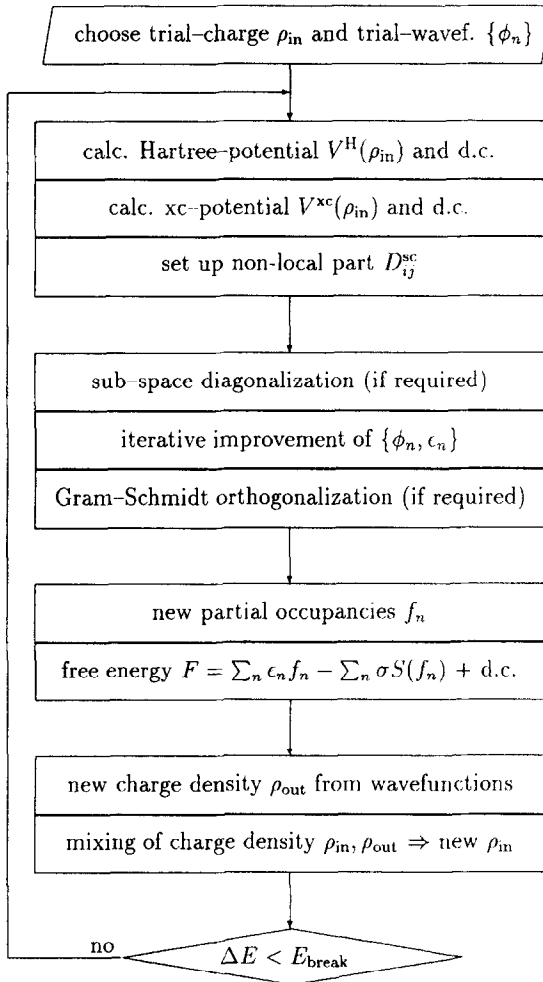 choose trial–charge ρ_in and trial–wavef. {ϕ_n}
calc. Hartree–potential V^H(ρ_in) and d.c.
calc. xc–potential V^xc(ρ_in) and d.c.
set up non-local part D_ij^sc
sub–space diagonalization (if required)
iterative improvement of {ϕ_n, ϵ_n}
Gram–Schmidt orthogonalization (if required)
new partial occupancies f_n
free energy F = ∑_n ϵ_n f_n − ∑_n σS(f_n) + d.c.
new charge density ρ_out from wavefunctions
mixing of charge density ρ_in, ρ_out ⇒ new ρ_in
no
ΔE < E_break